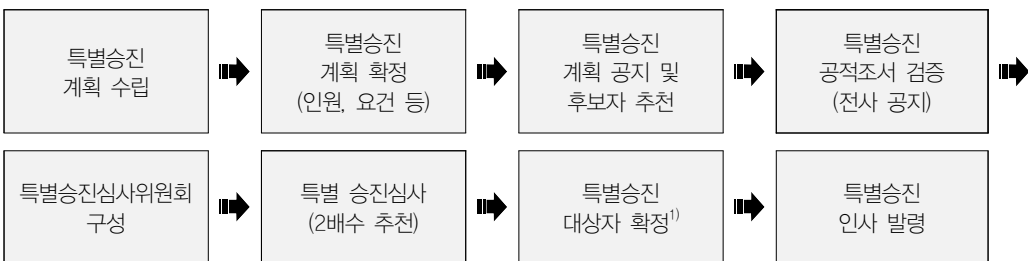 특별승진
계획 수립
특별승진
계획 확정
(인원, 요건 등)
특별승진
계획 공지 및
후보자 추천
특별승진
공적조서 검증
(전사 공지)
특별승진심사위원회
구성
특별 승진심사
(2배수 추천)
특별승진
대상자 확정¹⁾
특별승진
인사 발령